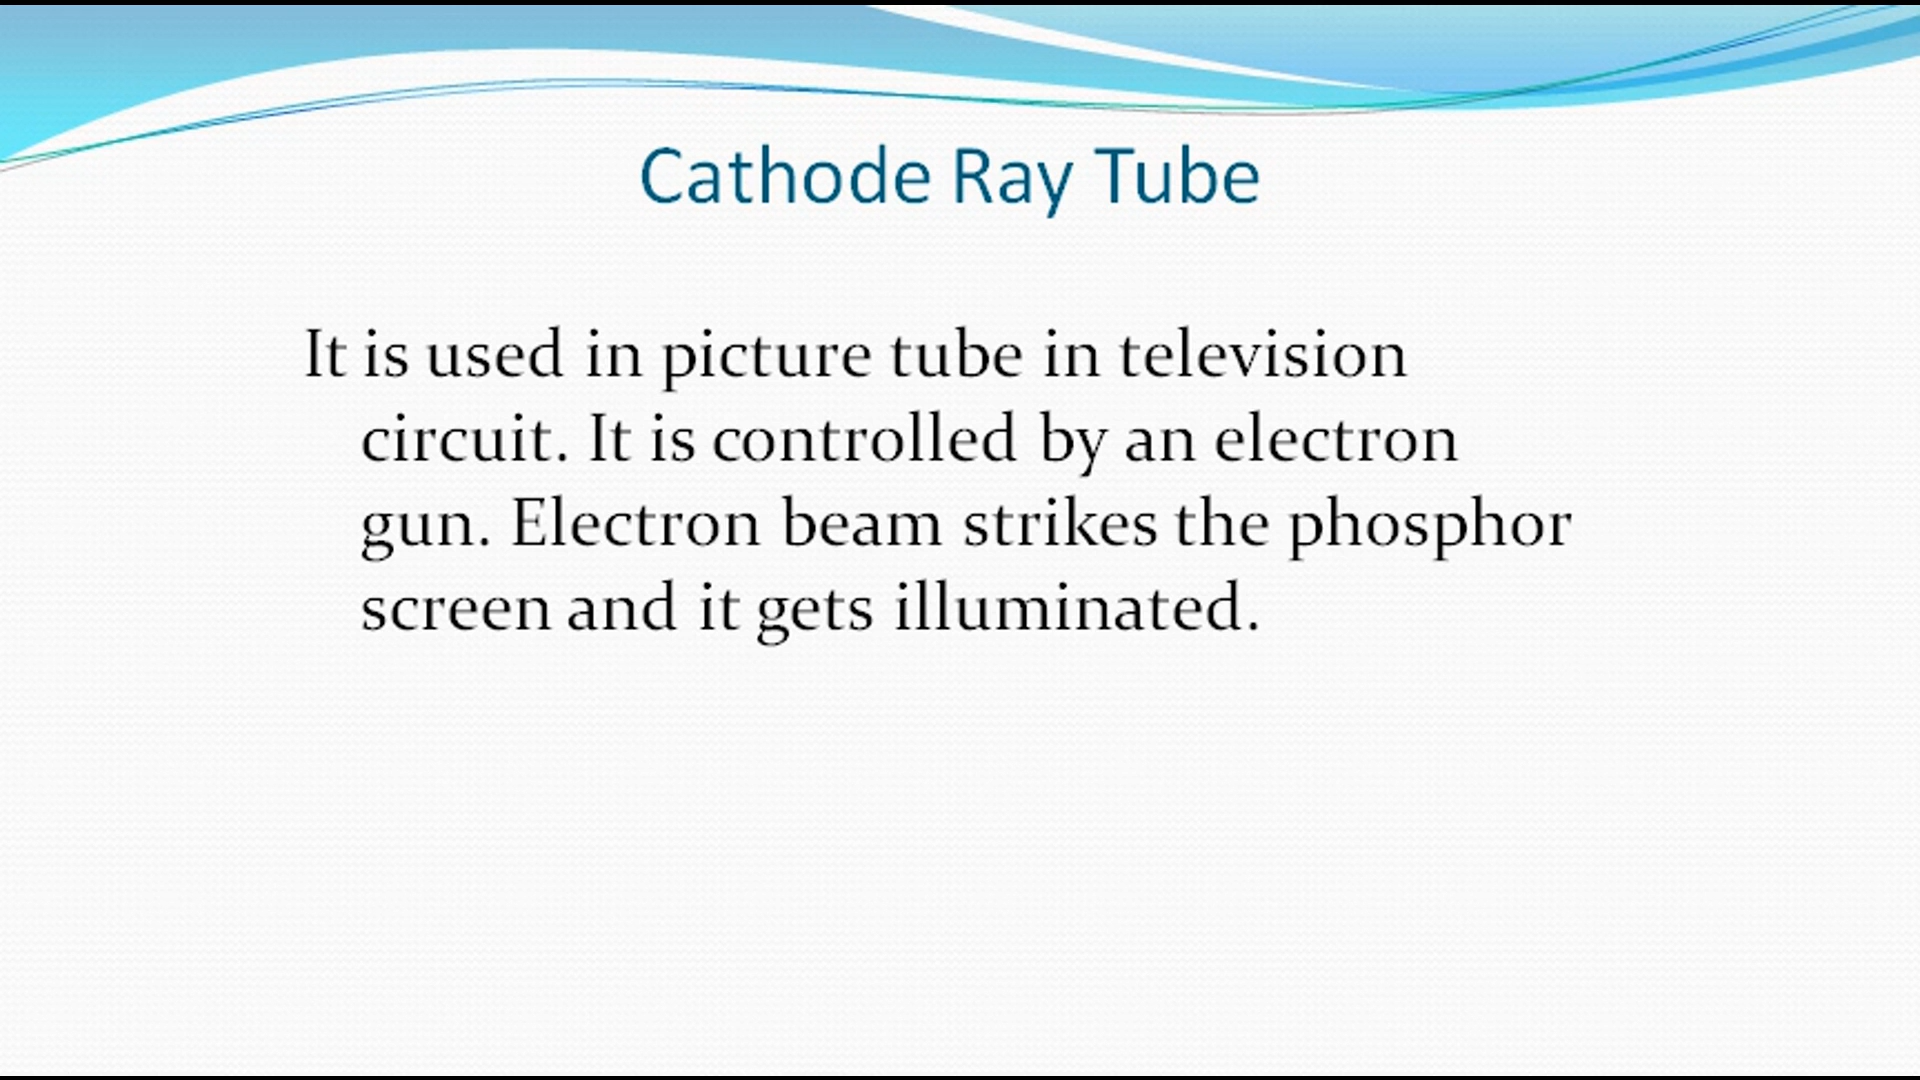 Cathode Ray Tube
It is used in picture tube in television
circuit. It is controlled by an electron
gun. Electron beam strikes the phosphor
screen and it gets illuminated.